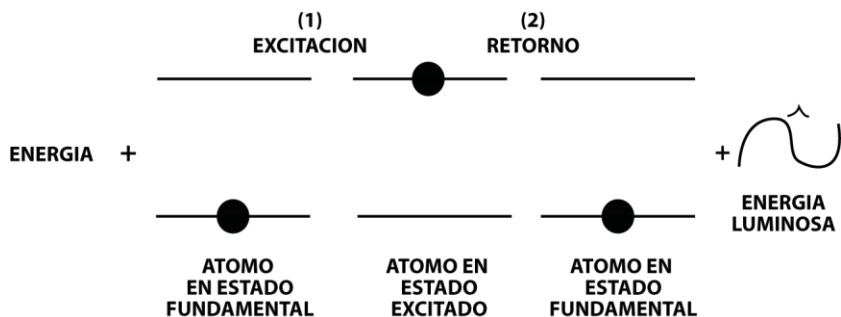 (1)
EXCITACION
(2)
RETORNO
ENERGIA +
+
ENERGIA
LUMINOSA
ATOMO
EN ESTADO
FUNDAMENTAL
ATOMO EN
ESTADO
EXCITADO
ATOMO EN
ESTADO
FUNDAMENTAL